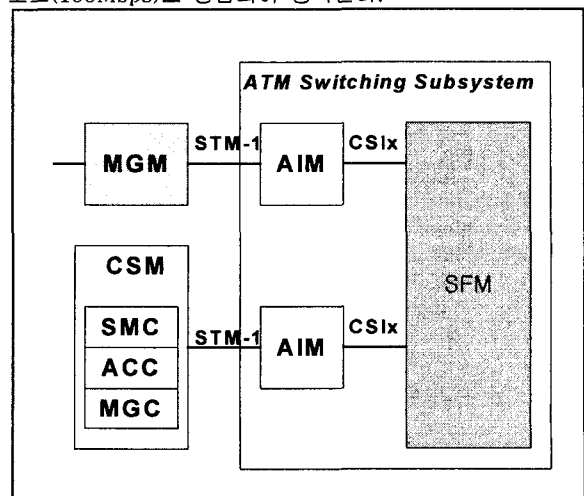 ATM Switching Subsystem
MGM
STM-1
AIM
CSIx
SFM
CSM
SMC
ACC
MGC
STM-1
AIM
CSIx